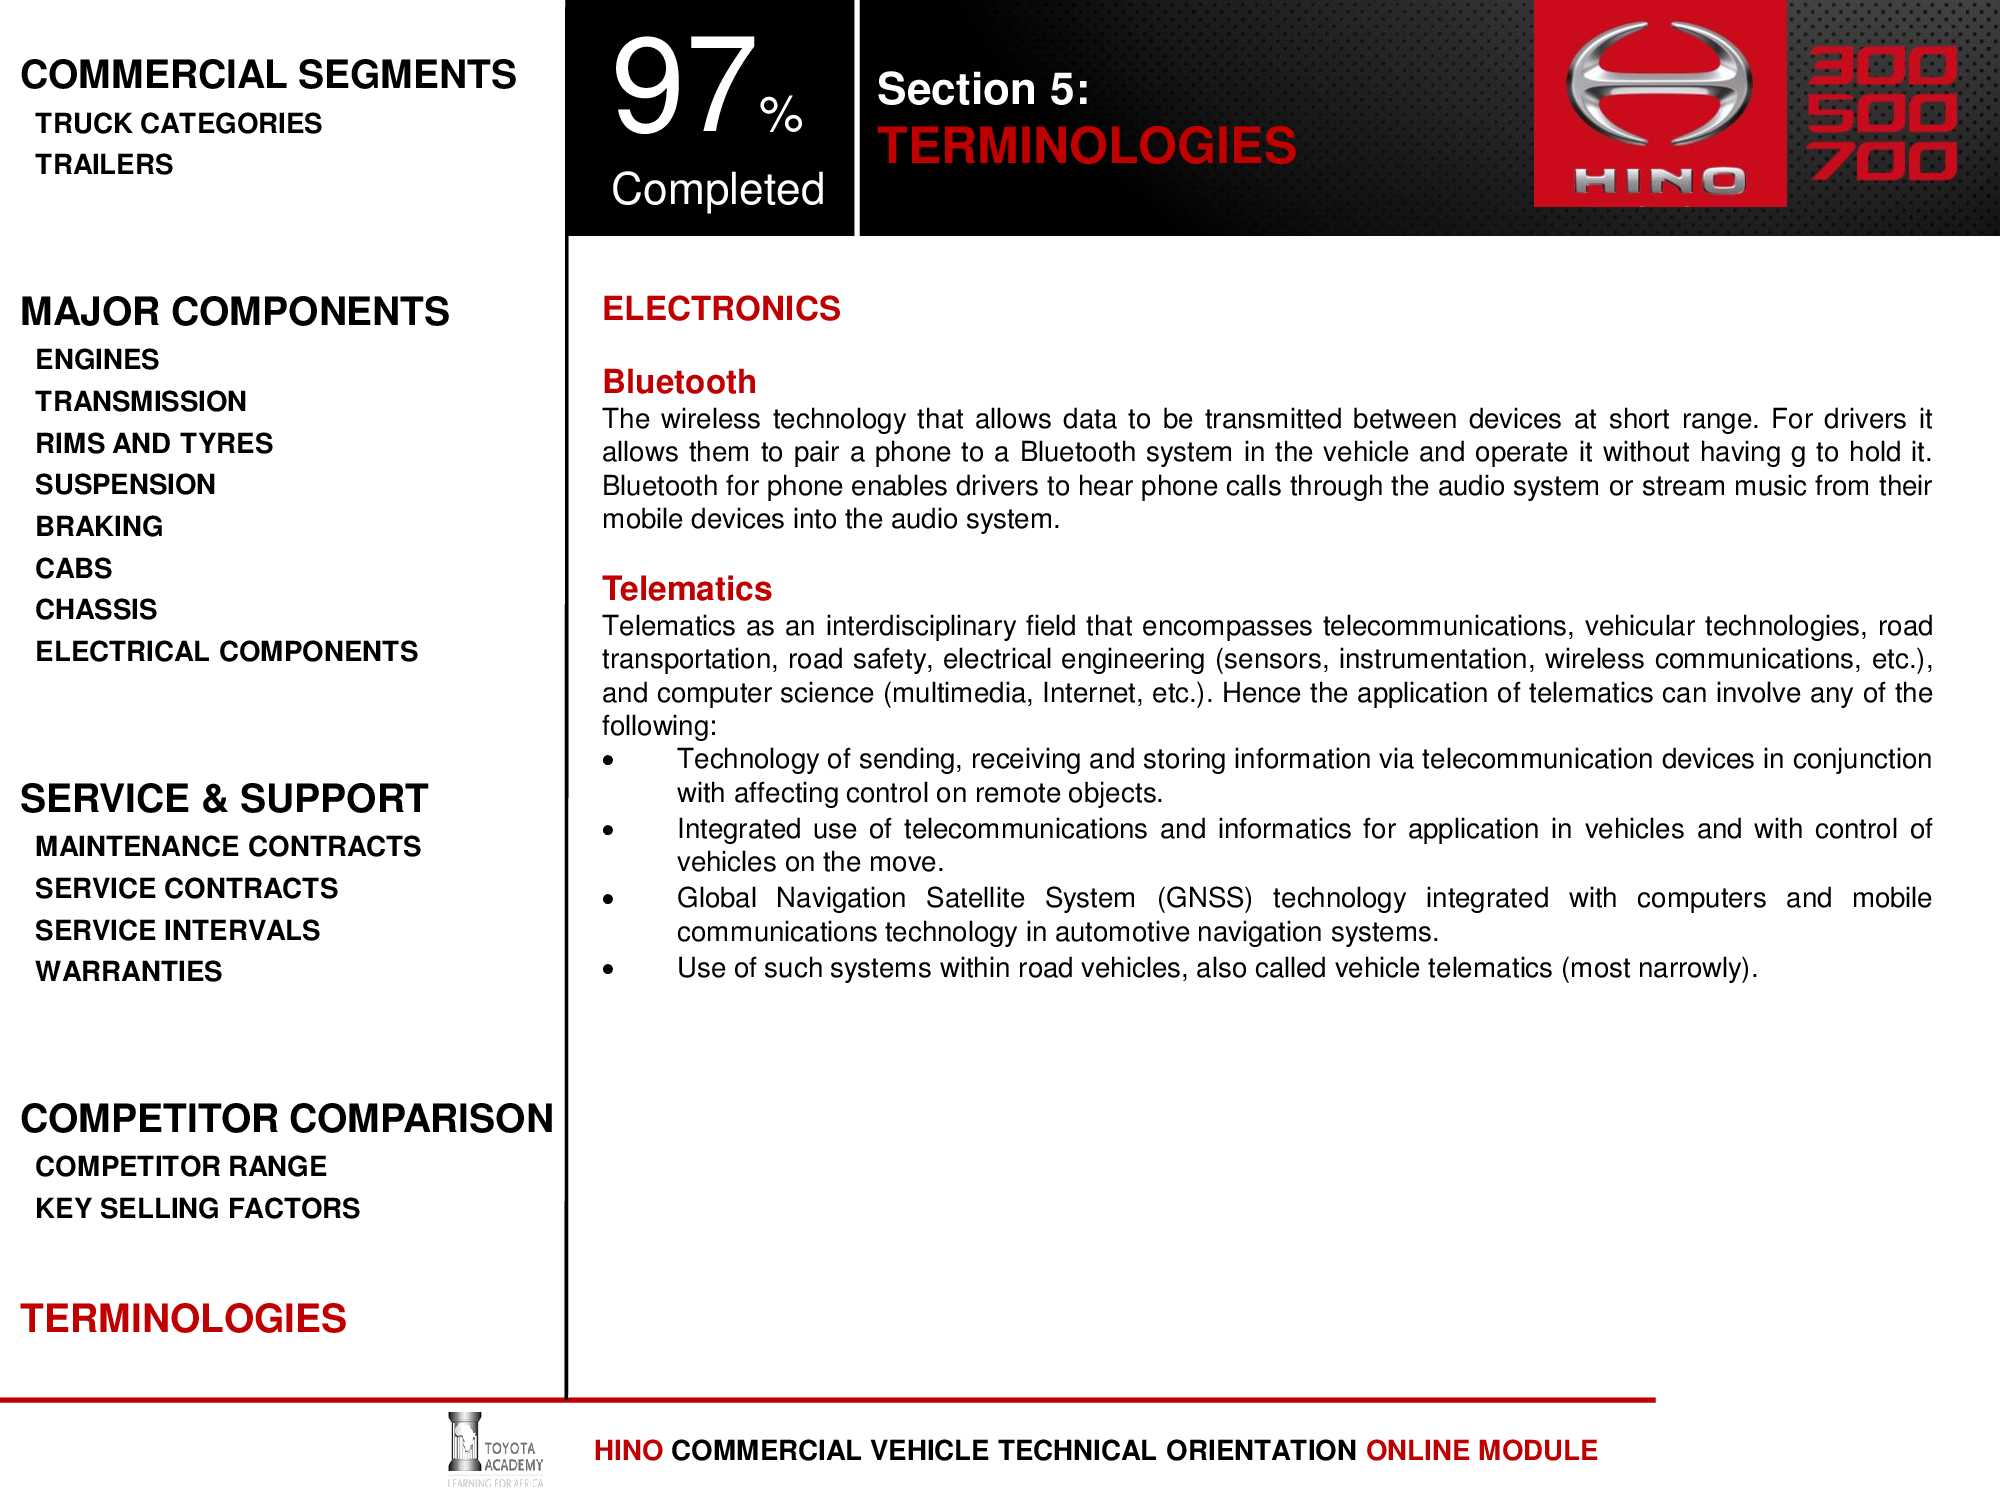 COMMERCIAL SEGMENTS
TRUCK CATEGORIES
TRAILERS
MAJOR COMPONENTS
ENGINES
TRANSMISSION
RIMS AND TYRES
SUSPENSION
BRAKING
CABS
CHASSIS
ELECTRICAL COMPONENTS
SERVICE & SUPPORT
MAINTENANCE CONTRACTS
SERVICE CONTRACTS
SERVICE INTERVALS
WARRANTIES
COMPETITOR COMPARISON
COMPETITOR RANGE
KEY SELLING FACTORS
TERMINOLOGIES
97%
Completed
Section 5:
TERMINOLOGIES
HINO
300
500
700
ELECTRONICS
Bluetooth
The wireless technology that allows data to be transmitted between devices at short range. For drivers it
allows them to pair a phone to a Bluetooth system in the vehicle and operate it without having g to hold it.
Bluetooth for phone enables drivers to hear phone calls through the audio system or stream music from their
mobile devices into the audio system.
Telematics
Telematics as an interdisciplinary field that encompasses telecommunications, vehicular technologies, road
transportation, road safety, electrical engineering (sensors, instrumentation, wireless communications, etc.),
and computer science (multimedia, Internet, etc.). Hence the application of telematics can involve any of the
following:
• Technology of sending, receiving and storing information via telecommunication devices in conjunction
with affecting control on remote objects.
• Integrated use of telecommunications and informatics for application in vehicles and with control of
vehicles on the move.
• Global Navigation Satellite System (GNSS) technology integrated with computers and mobile
communications technology in automotive navigation systems.
• Use of such systems within road vehicles, also called vehicle telematics (most narrowly).
TOYOTA
ACADEMY
LEARNING FOR AFRICA
HINO COMMERCIAL VEHICLE TECHNICAL ORIENTATION ONLINE MODULE